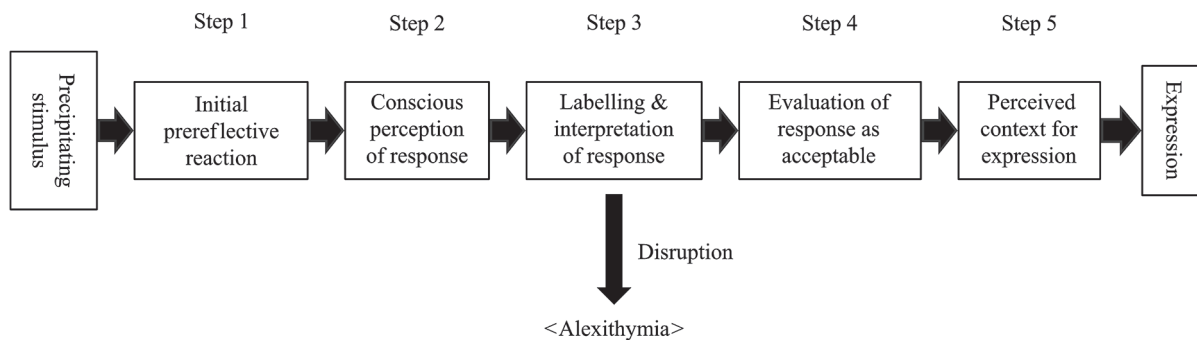 Step 1
Step 2
Step 3
Step 4
Step 5
Precipitating
stimulus
Initial
prereflective
reaction
Conscious
perception
of response
Labelling &
interpretation
of response
Evaluation of
response as
acceptable
Perceived
context for
expression
Expression
Disruption
<Alexithymia>